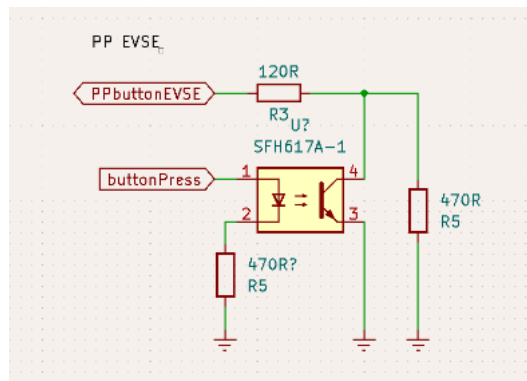 PP EVSE
120R
PPbuttonEVSE
R3
U?
SFH617A-1
buttonPress
1
4
2
3
470R
R5
470R?
R5